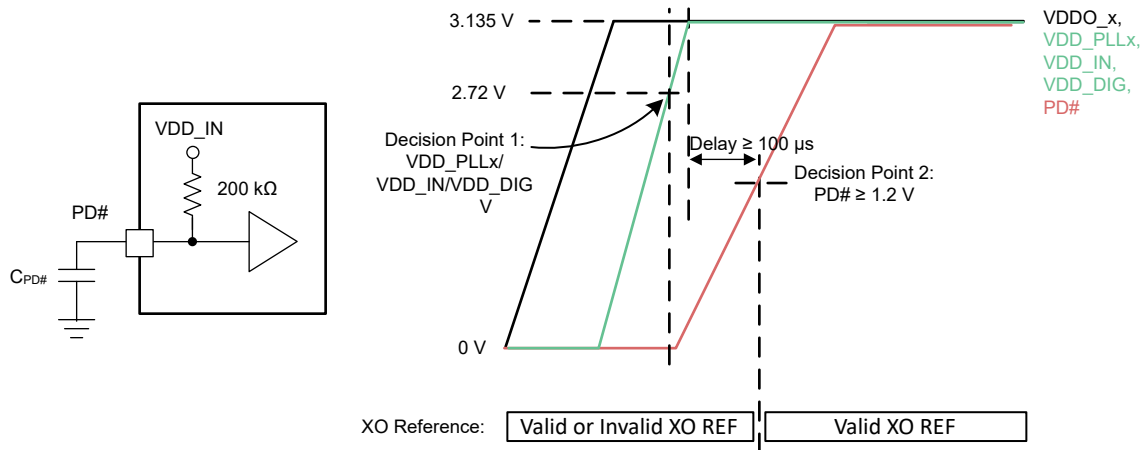 VDD_IN
200 kΩ
PD#
CPD#
3.135 V
2.72 V
0 V
Decision Point 1:
VDD_PLLx/
VDD_IN/VDD_DIG
V
Delay ≥ 100 µs
Decision Point 2:
PD# ≥ 1.2 V
VDDO_x,
VDD_PLLx,
VDD_IN,
VDD_DIG,
PD#
XO Reference:
Valid or Invalid XO REF
Valid XO REF